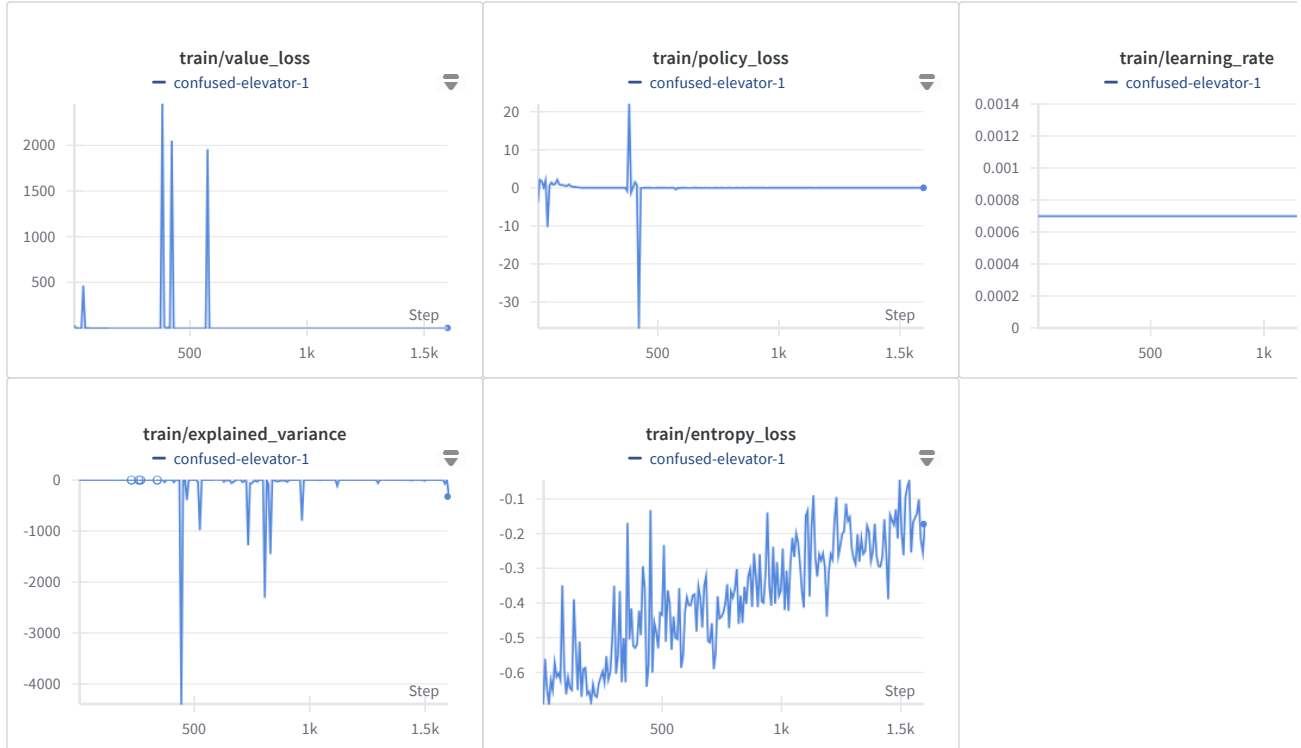 train/value_loss
confused-elevator-1
2000
1500
1000
500
Step
500
1k
1.5k
train/policy_loss
confused-elevator-1
20
10
0
-10
-20
-30
Step
500
1k
1.5k
train/learning_rate
confused-elevator-1
0.0014
0.0012
0.001
0.0008
0.0006
0.0004
0.0002
0
500
1k
train/explained_variance
confused-elevator-1
0
-1000
-2000
-3000
-4000
Step
500
1k
1.5k
train/entropy_loss
confused-elevator-1
-0.1
-0.2
-0.3
-0.4
-0.5
-0.6
Step
500
1k
1.5k